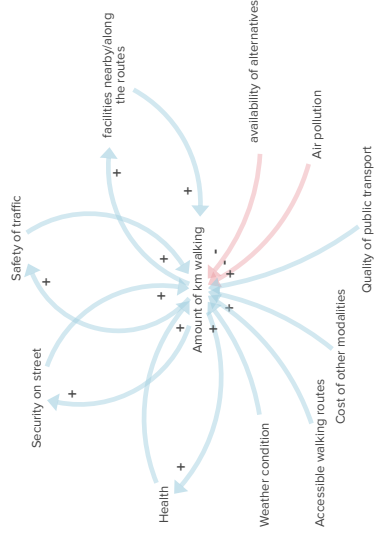 facilities nearby/along
the routes
Safety of traffic
Security on street
Health
Amount of km walking
availability of alternatives
Air pollution
Quality of public transport
Cost of other modalities
Accessible walking routes
Weather condition
+
+
+
+
+
+
+
+
+
+
+
-
-